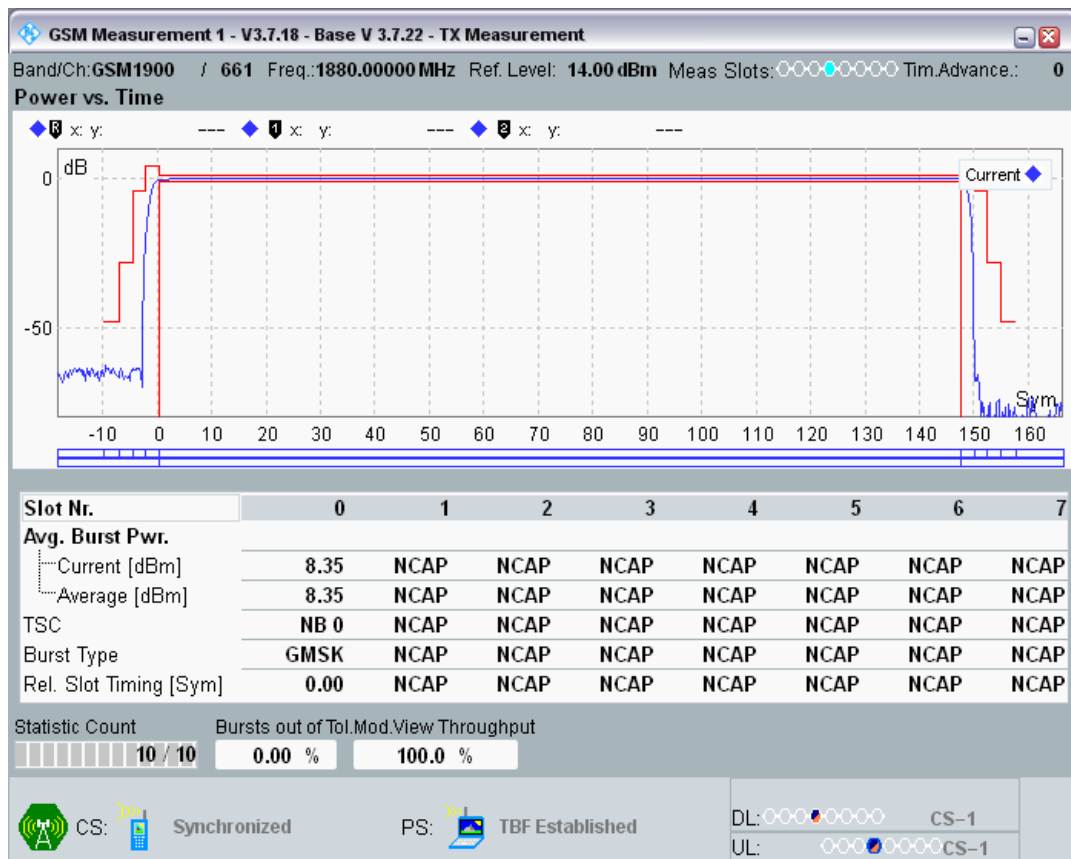 GSM Measurement 1 - V3.7.18 - Base V 3.7.22 - TX Measurement
Band/Ch:GSM1900 / 661 Freq.:1880.00000 MHz Ref. Level: 14.00 dBm Meas Slots: Tim.Advance.: 0
Power vs. Time
R x: y: --- 1 x: y: --- 2 x: y: ---
dB
0
Current
-50
Sym
-10 0 10 20 30 40 50 60 70 80 90 100 110 120 130 140 150 160
Slot Nr. 0 1 2 3 4 5 6 7
Avg. Burst Pwr.
Current [dBm] 8.35 NCAP NCAP NCAP NCAP NCAP NCAP NCAP
Average [dBm] 8.35 NCAP NCAP NCAP NCAP NCAP NCAP NCAP
TSC NB 0 NCAP NCAP NCAP NCAP NCAP NCAP NCAP
Burst Type GMSK NCAP NCAP NCAP NCAP NCAP NCAP NCAP
Rel. Slot Timing [Sym] 0.00 NCAP NCAP NCAP NCAP NCAP NCAP NCAP
Statistic Count Bursts out of Tol.Mod.View Throughput
10 / 10 0.00 % 100.0 %
CS: Synchronized PS: TBF Established
DL: CS-1
UL: CS-1